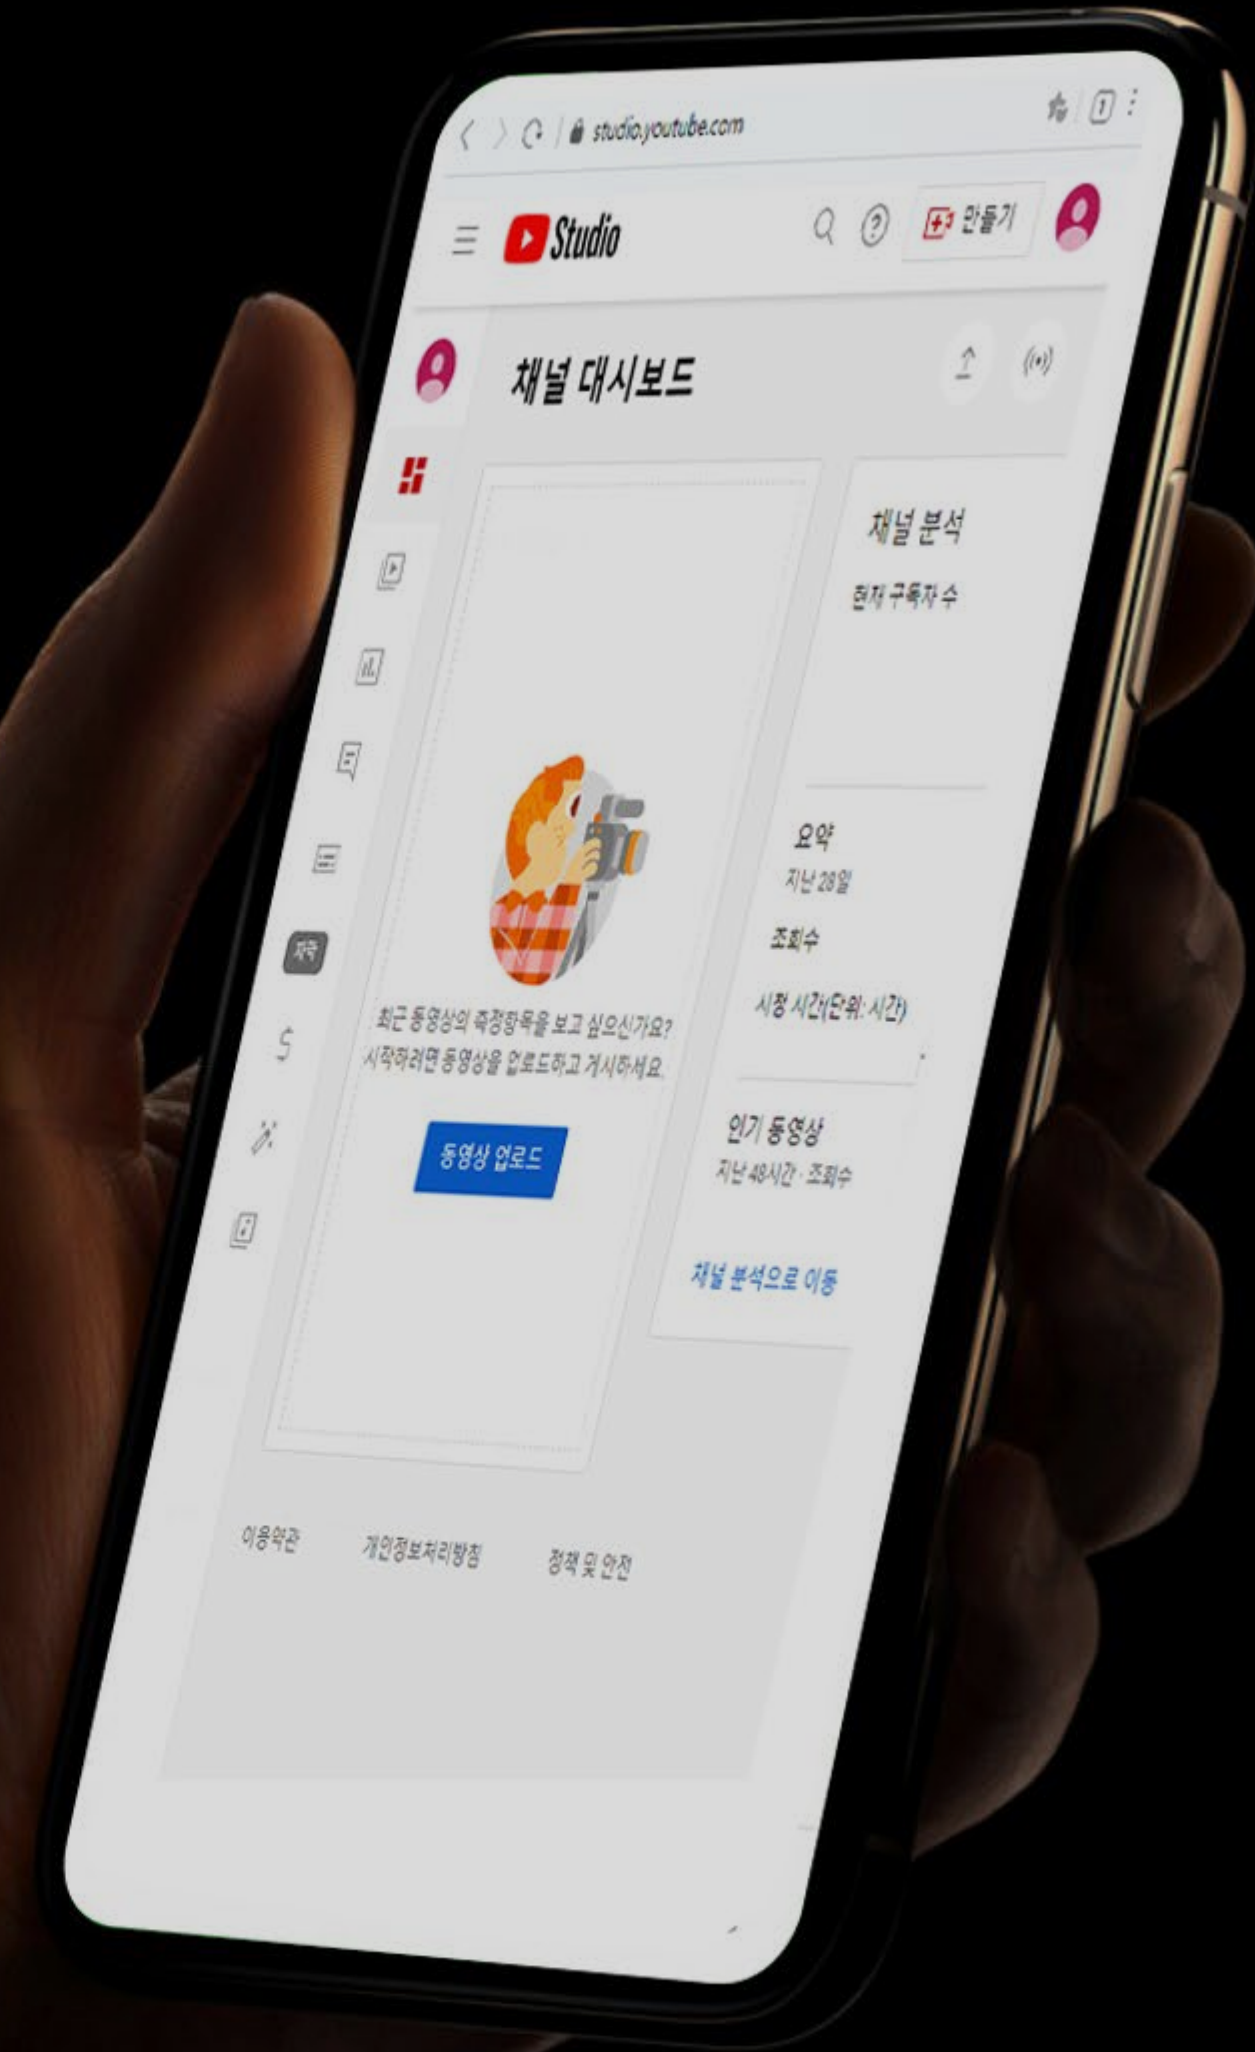 studio.youtube.com
1
Studio
만들기
채널 대시보드
채널 분석
현재 구독자 수
요약
지난 28일
조회수
시청 시간(단위: 시간)
자막
최근 동영상의 측정항목을 보고 싶으신가요?
시작하려면 동영상을 업로드하고 게시하세요.
동영상 업로드
인기 동영상
지난 48시간 · 조회수
채널 분석으로 이동
이용약관
개인정보처리방침
정책 및 안전